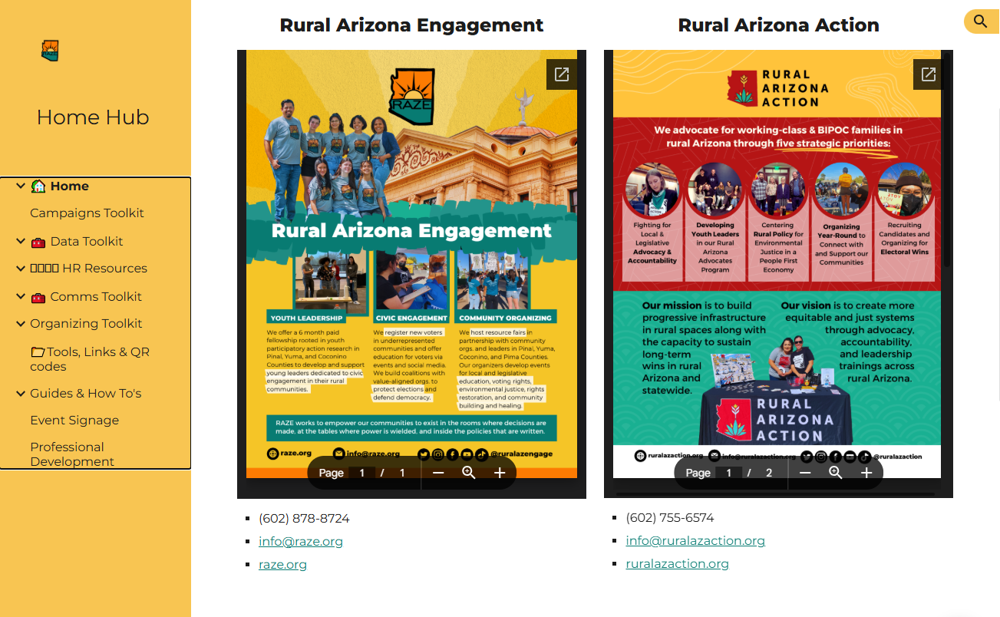 RAZE
Home Hub
Home
Campaigns Toolkit
Data Toolkit
HR Resources
Comms Toolkit
Organizing Toolkit
Tools, Links & QR
codes
Guides & How To's
Event Signage
Professional
Development
Rural Arizona Engagement
RAZE
Rural Arizona Engagement
YOUTH LEADERSHIP
We offer a 6 month paid
fellowship rooted in youth
participatory action research in
Pinal, Yuma, and Coconino
Counties to develop and support
young leaders dedicated to civic
engagement in their rural
communities.
CIVIC ENGAGEMENT
We register new voters
in underrepresented
communities and offer
education for voters via
events and social media.
We build coalitions with
value-aligned orgs. to
protect elections and
defend democracy.
COMMUNITY ORGANIZING
We host resource fairs in
partnership with community
orgs. and leaders in Pinal, Yuma,
Coconino, and Pima Counties.
Our organizers develop events
for local and legislative
education, voting rights,
environmental justice, rights
restoration, and community
building and healing.
RAZE works to empower our communities to exist in the rooms where decisions are
made, at the tables where power is wielded, and inside the policies that are written.
raze.org info@raze.org @ruralazengage
Page 1 / 1
(602) 878-8724
info@raze.org
raze.org
Rural Arizona Action
RURAL
ARIZONA
ACTION
We advocate for working-class & BIPOC families in
rural Arizona through five strategic priorities:
Fighting for
Local &
Legislative
Advocacy &
Accountability
Developing
Youth Leaders
in our Rural
Arizona
Advocates
Program
Centering
Rural Policy for
Environmental
Justice in a
People First
Economy
Organizing
Year-Round to
Connect with
and Support our
Communities
Recruiting
Candidates and
Organizing for
Electoral Wins
Our mission is to build
progressive infrastructure
in rural spaces along with
the capacity to sustain
long-term
wins in rural
Arizona and
statewide.
Our vision is to create more
equitable and just systems
through advocacy,
accountability,
and leadership
trainings across
rural Arizona.
RURAL
ARIZONA
ACTION
ruralazaction.org info@ruralazaction.org @ruralazaction
Page 1 / 2
(602) 755-6574
info@ruralazaction.org
ruralazaction.org